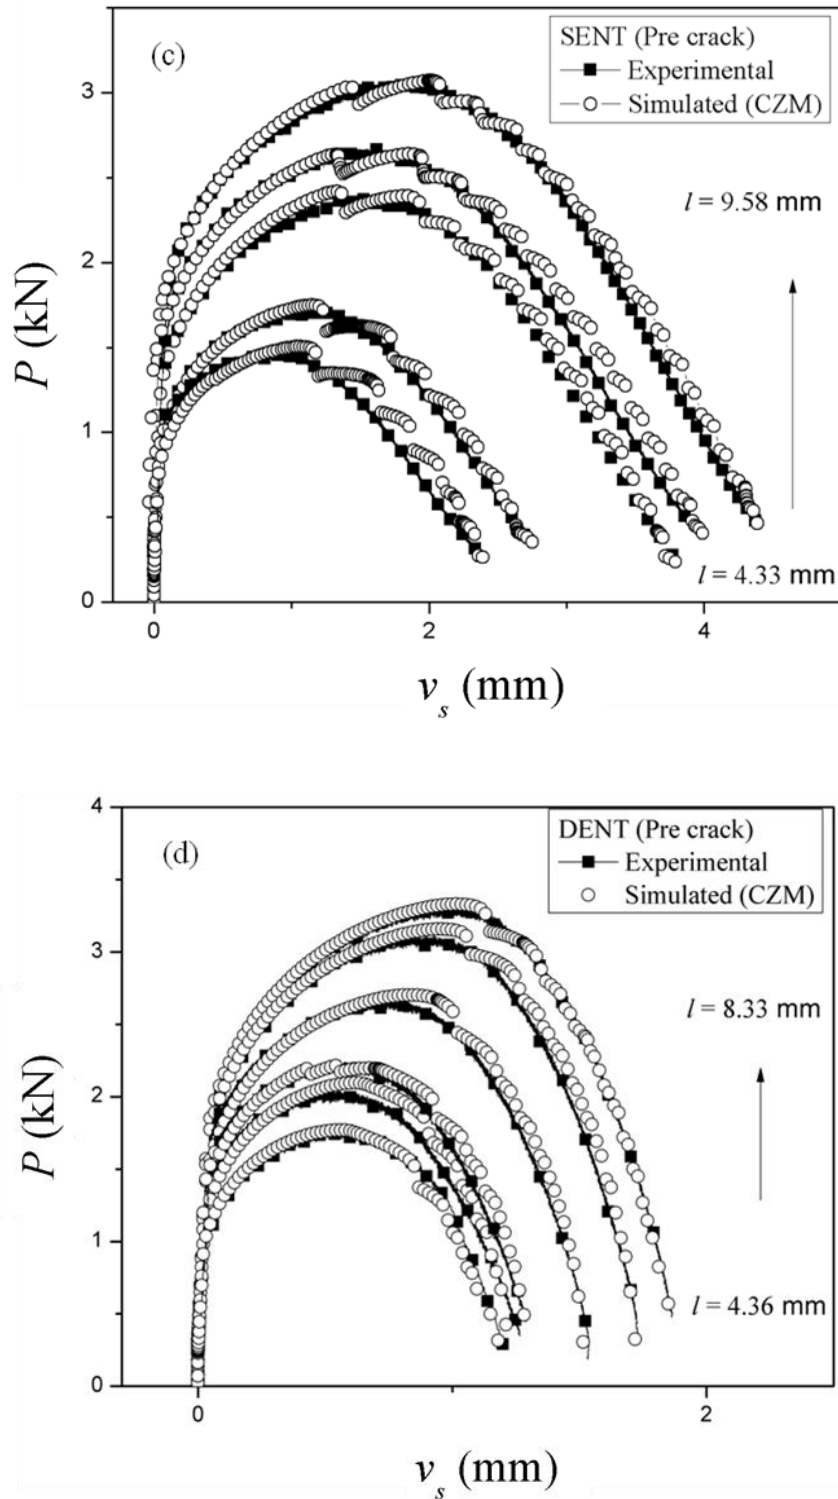 (c)
SENT (Pre crack)
Experimental
Simulated (CZM)
3
2
1
0
P (kN)
l = 9.58 mm
l = 4.33 mm
0
2
4
v_s (mm)
(d)
DENT (Pre crack)
Experimental
Simulated (CZM)
4
3
2
1
0
P (kN)
l = 8.33 mm
l = 4.36 mm
0
2
v_s (mm)